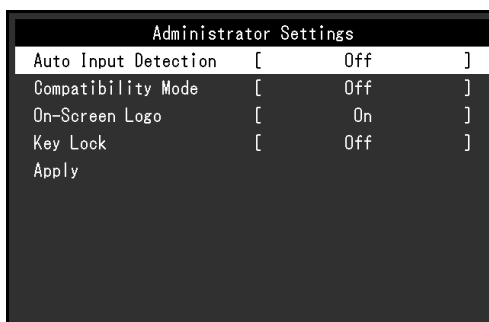 Administrator Settings
Auto Input Detection [ Off ]
Compatibility Mode [ Off ]
On-Screen Logo [ On ]
Key Lock [ Off ]
Apply